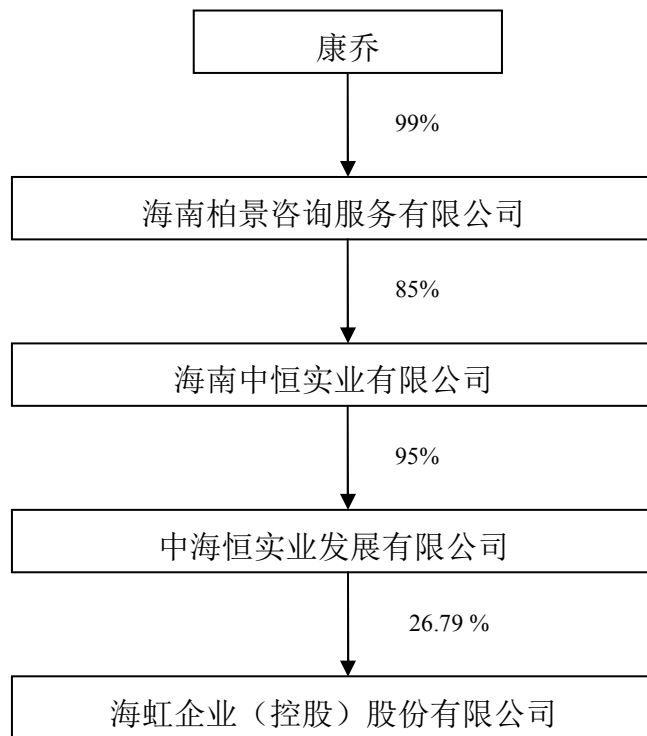 康乔
99%
海南柏景咨询服务有限公司
85%
海南中恒实业有限公司
95%
中海恒实业发展有限公司
26.79 %
海虹企业（控股）股份有限公司